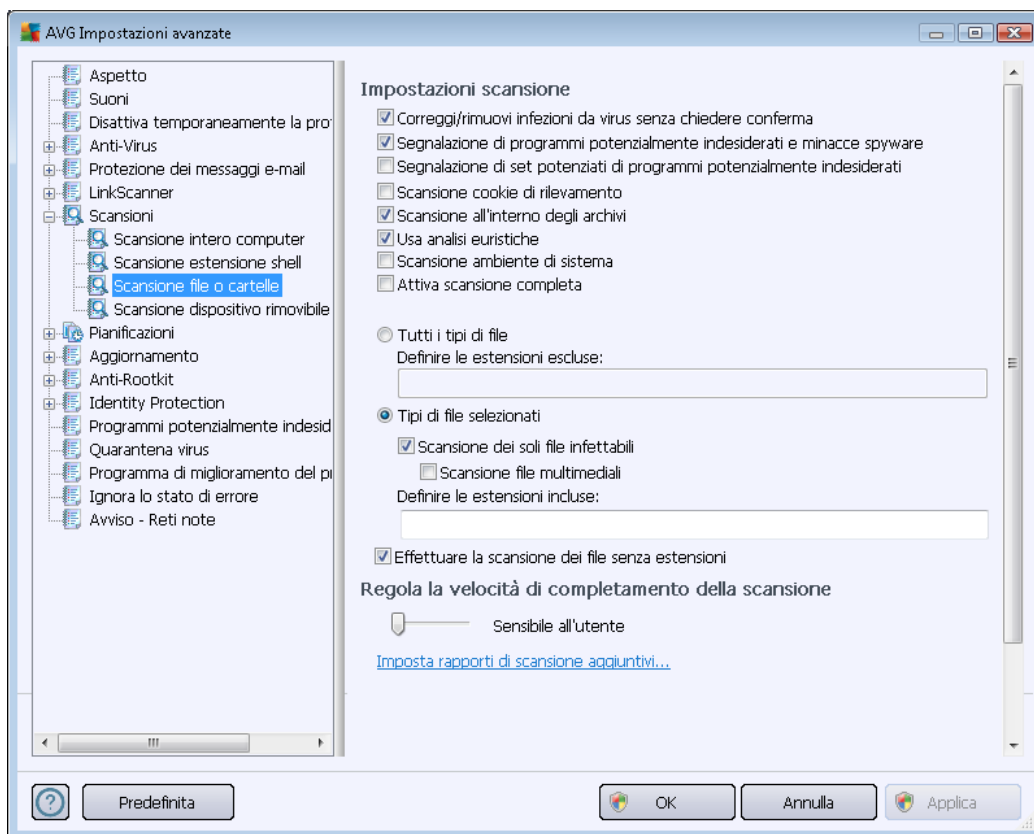 AVG Impostazioni avanzate
Aspetto
Suoni
Disattiva temporaneamente la pro
Anti-Virus
Protezione dei messaggi e-mail
LinkScanner
Scansioni
Scansione intero computer
Scansione estensione shell
Scansione file o cartelle
Scansione dispositivo rimovibile
Pianificazioni
Aggiornamento
Anti-Rootkit
Identity Protection
Programmi potenzialmente indesid
Quarantena virus
Programma di miglioramento del pr
Ignora lo stato di errore
Avviso - Reti note
Impostazioni scansione
Correggi/rimuovi infezioni da virus senza chiedere conferma
Segnalazione di programmi potenzialmente indesiderati e minacce spyware
Segnalazione di set potenziati di programmi potenzialmente indesiderati
Scansione cookie di rilevamento
Scansione all'interno degli archivi
Usa analisi euristiche
Scansione ambiente di sistema
Attiva scansione completa
Tutti i tipi di file
Definire le estensioni escluse:
Tipi di file selezionati
Scansione dei soli file infettabili
Scansione file multimediali
Definire le estensioni incluse:
Effettuare la scansione dei file senza estensioni
Regola la velocità di completamento della scansione
Sensibile all'utente
Imposta rapporti di scansione aggiuntivi...
Predefinita
OK
Annulla
Applica